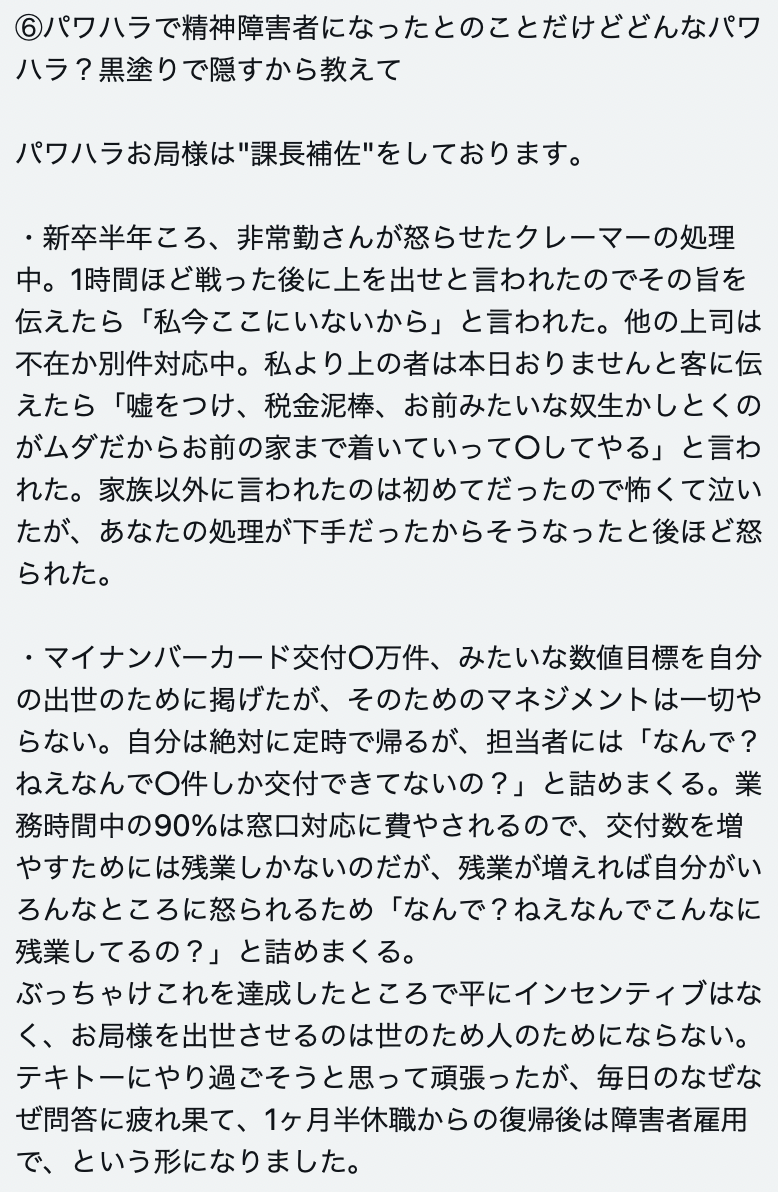 ⑥パワハラで精神障害者になったとのことだけどどんなパワ
ハラ？黒塗りで隠すから教えて
パワハラお局様は"課長補佐"をしております。
・新卒半年ころ、非常勤さんが怒らせたクレーマーの処理
中。1時間ほど戦った後に上を出せと言われたのでその旨を
伝えたら「私今ここにいないから」と言われた。他の上司は
不在か別件対応中。私より上の者は本日おりませんと客に伝
えたら「嘘をつけ、税金泥棒、お前みたいな奴生かしとくの
がムダだからお前の家まで着いていって〇してやる」と言わ
れた。家族以外に言われたのは初めてだったので怖くて泣い
たが、あなたの処理が下手だったからそうなったと後ほど怒
られた。
・マイナンバーカード交付〇万件、みたいな数値目標を自分
の出世のために掲げたが、そのためのマネジメントは一切や
らない。自分は絶対に定時で帰るが、担当者には「なんで？
ねえなんで〇件しか交付できてないの？」と詰めまくる。業
務時間中の90%は窓口対応に費やされるので、交付数を増
やすためには残業しかないのだが、残業が増えれば自分がい
ろんなところに怒られるため「なんで？ねえなんでこんなに
残業してるの？」と詰めまくる。
ぶっちゃけこれを達成したところで平にインセンティブはな
く、お局様を出世させるのは世のため人のためにならない。
テキトーにやり過ごそうと思って頑張ったが、毎日のなぜな
ぜ問答に疲れ果て、1ヶ月半休職からの復帰後は障害者雇用
で、という形になりました。